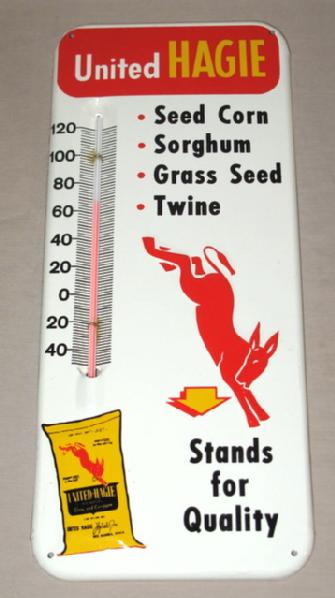 United HAGIE
• Seed Corn
• Sorghum
• Grass Seed
• Twine
120
100
80
60
40
20
0
20
40
Stands
for
Quality
UNITED-HAGIE